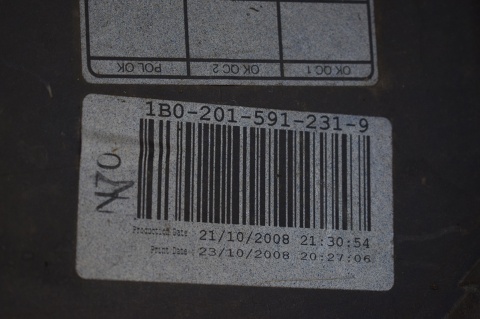 POL OK OK QC 2 OK QC 1
1B0-201-591-231-9
Production Date : 21/10/2008 21:30:54
Print Date : 23/10/2008 20:27:06